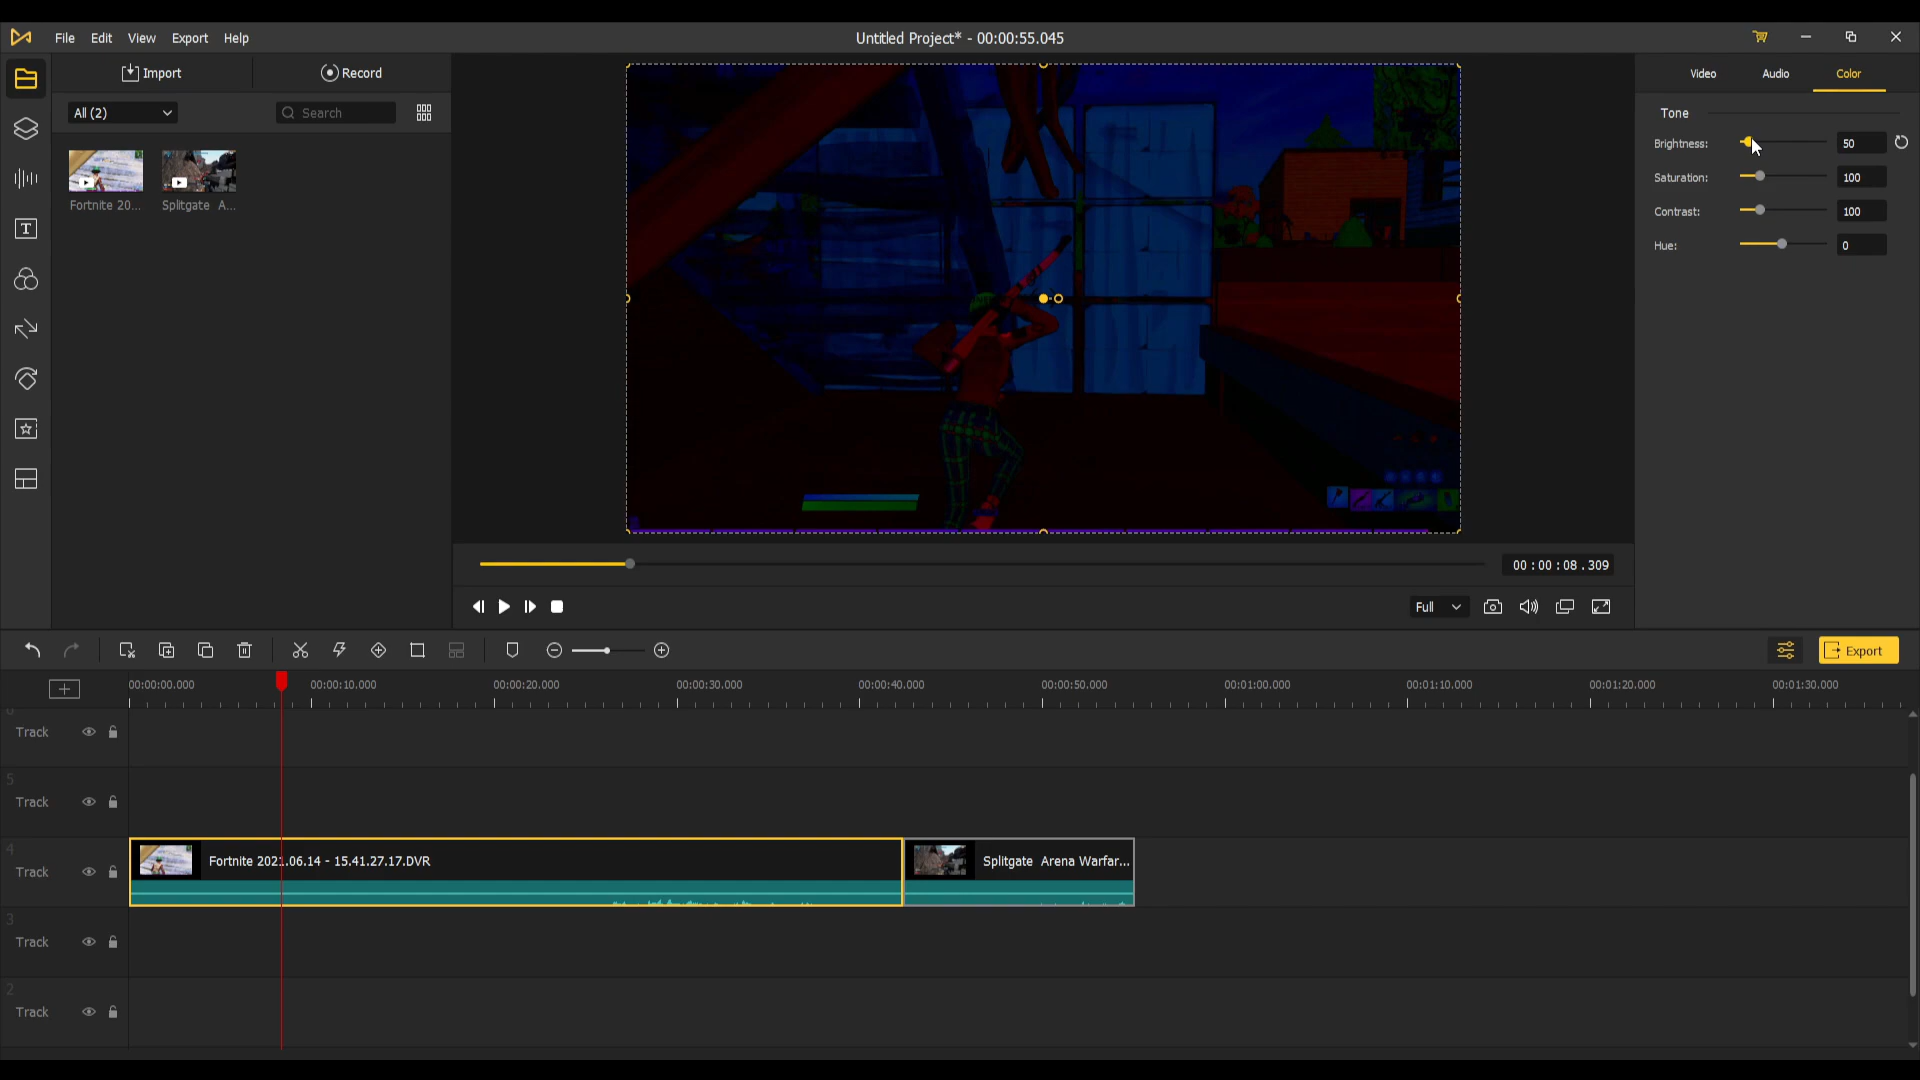 File Edit View Export Help
Untitled Project* - 00:00:55.045
Import Record
Video Audio Color
All (2) Search
Tone
Brightness: 50
Saturation: 100
Contrast: 100
Hue: 0
Fortnite 20... Splitgate A...
00 : 00 : 08 . 309
Full
Export
00:00:00.000 00:00:10.000 00:00:20.000 00:00:30.000 00:00:40.000 00:00:50.000 00:01:00.000 00:01:10.000 00:01:20.000 00:01:30.000
Track
5
Track
4
Track
Fortnite 2021.06.14 - 15.41.27.17.DVR
Splitgate Arena Warfar...
3
Track
2
Track